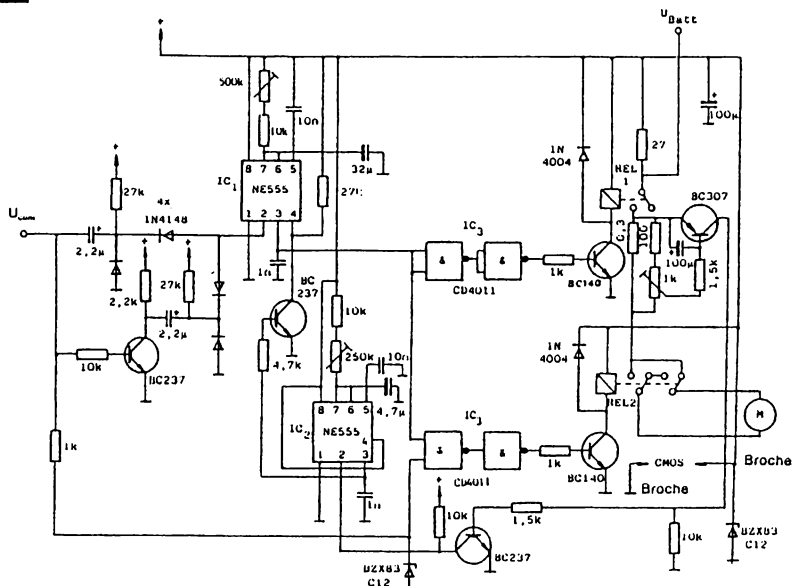 +
U Batt
500k
10k
10n
+
100µ
32µ
1N
4004
27
REL
1
BC307
+
27k
4x
1N4148
IC1
8 7 6 5
NE555
1 2 3 4
27k
U
2,2µ
+
+
+
1n
BC
237
IC3
&
&
CD4011
1k
BC140
0,3
100
+
100µ
1k
1,5k
2,2k
27k
+
2,2µ
10k
BC237
4,7k
10k
250k
10n
+
4,7µ
1N
4004
REL2
M
1k
IC2
8 7 6 5
NE555
4
1 2 3
IC3
&
&
CD4011
1k
BC140
CMOS
Broche
Broche
1n
+
10k
1,5k
BC237
10k
BZX83
C12
BZX83
C12